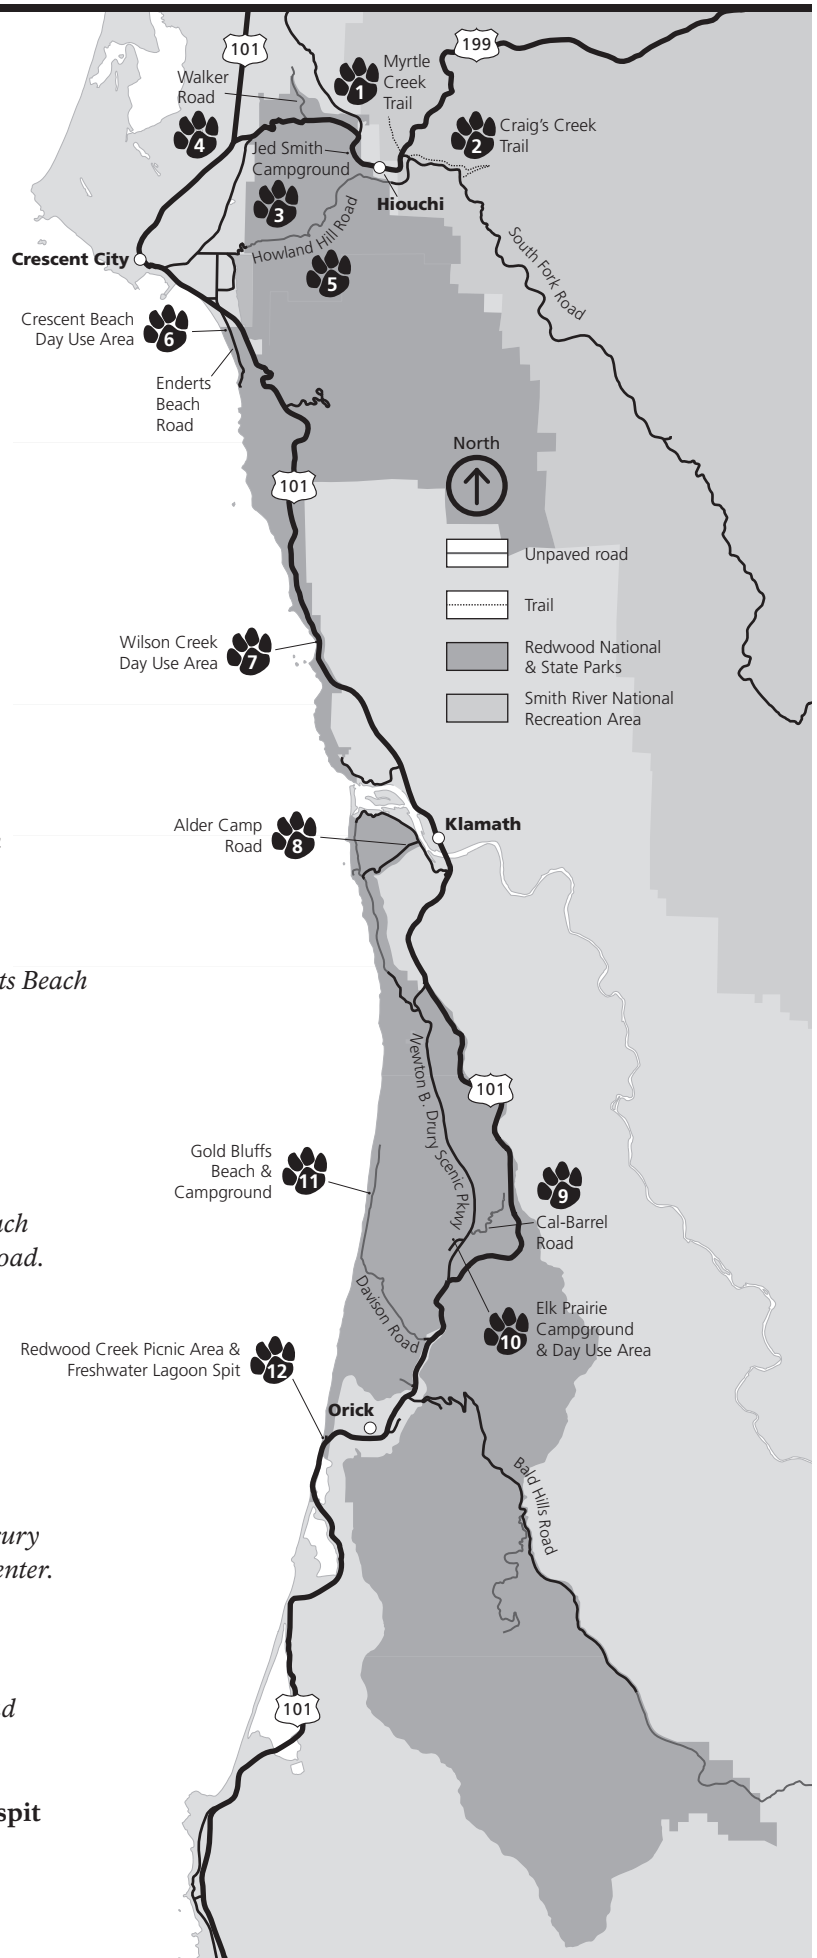 101
199
Walker
Road
1
Myrtle
Creek
Trail
4
2
Craig's Creek
Trail
Jed Smith
Campground
3
Hiouchi
Howland Hill Road
South Fork Road
Crescent City
5
Crescent Beach
Day Use Area
6
Enderts
Beach
Road
North
101
Unpaved road
Trail
Wilson Creek
Day Use Area
7
Redwood National
& State Parks
Smith River National
Recreation Area
Alder Camp
Road
8
Klamath
ts Beach
Newton B. Drury Scenic Pkwy
101
Gold Bluffs
Beach &
Campground
11
9
Cal-Barrel
Road
ach
oad.
Davison Road
10
Elk Prairie
Campground
& Day Use Area
Redwood Creek Picnic Area &
Freshwater Lagoon Spit
12
Orick
Bald Hills Road
rury
enter.
d
101
spit